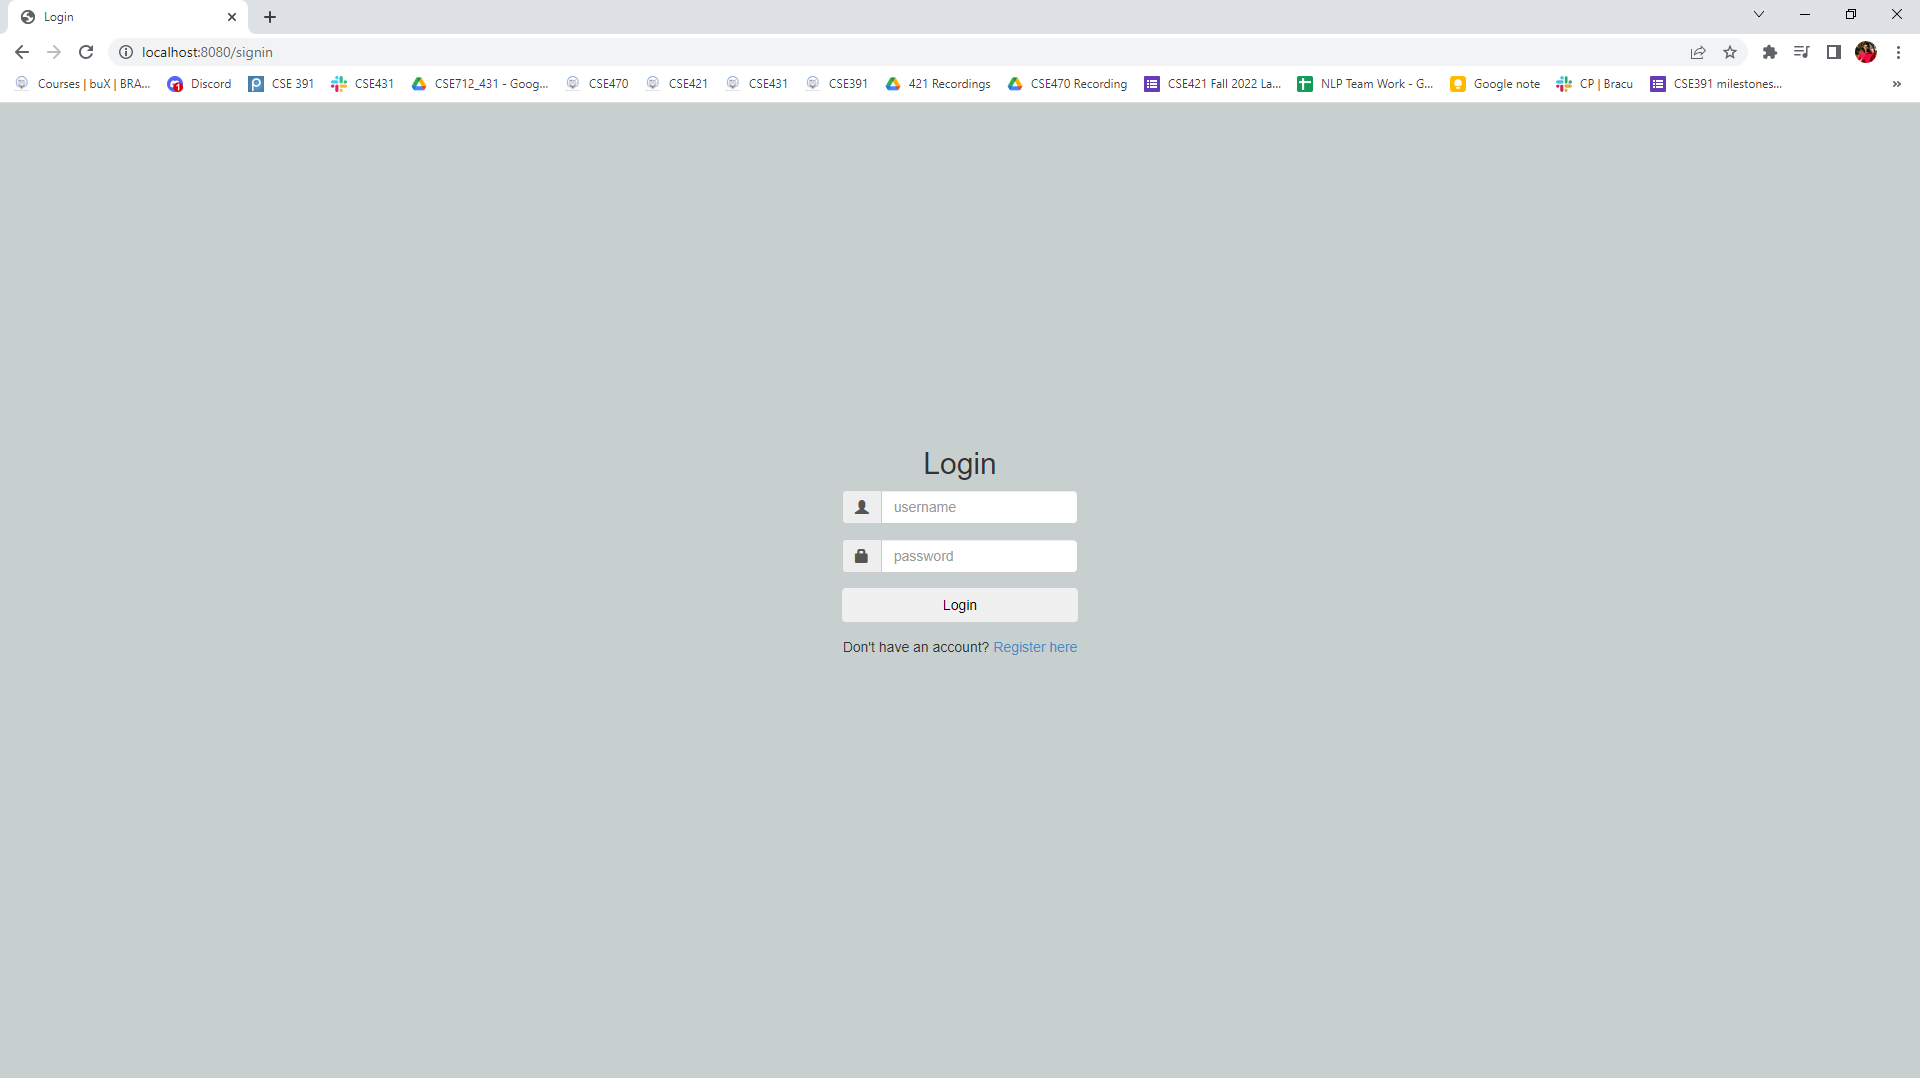 Login
localhost:8080/signin
Courses | buX | BRA... Discord CSE 391 CSE431 CSE712_431 - Goog... CSE470 CSE421 CSE431 CSE391 421 Recordings CSE470 Recording CSE421 Fall 2022 La... NLP Team Work - G... Google note CP | Bracu CSE391 milestones... »
Login
username
password
Login
Don't have an account? Register here